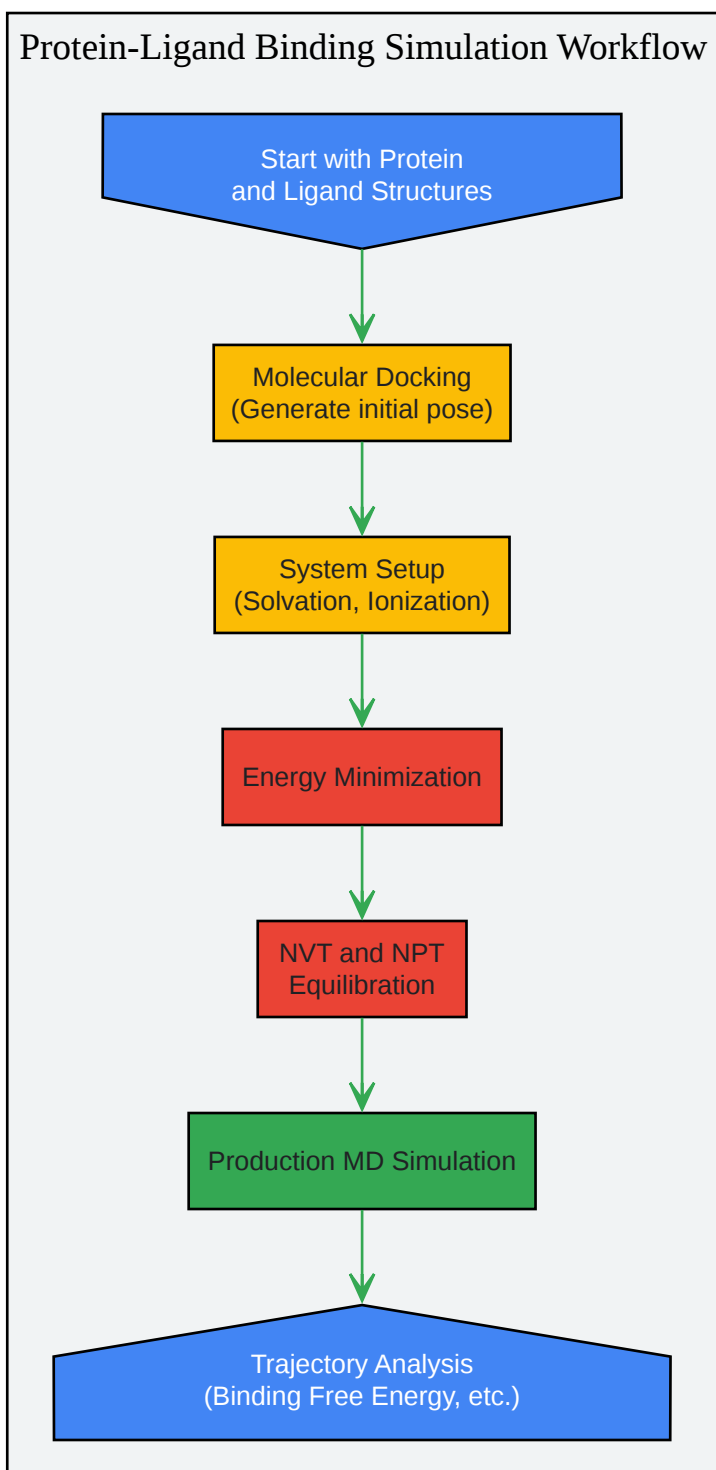 Protein-Ligand Binding Simulation Workflow
Start with Protein
and Ligand Structures
Molecular Docking
(Generate initial pose)
System Setup
(Solvation, Ionization)
Energy Minimization
NVT and NPT
Equilibration
Production MD Simulation
Trajectory Analysis
(Binding Free Energy, etc.)